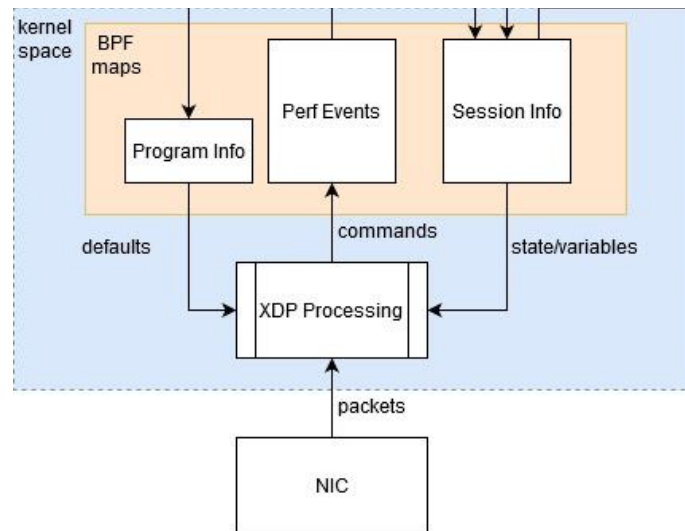 kernel
space
BPF
maps
Perf Events
Session Info
Program Info
defaults
commands
state/variables
XDP Processing
packets
NIC